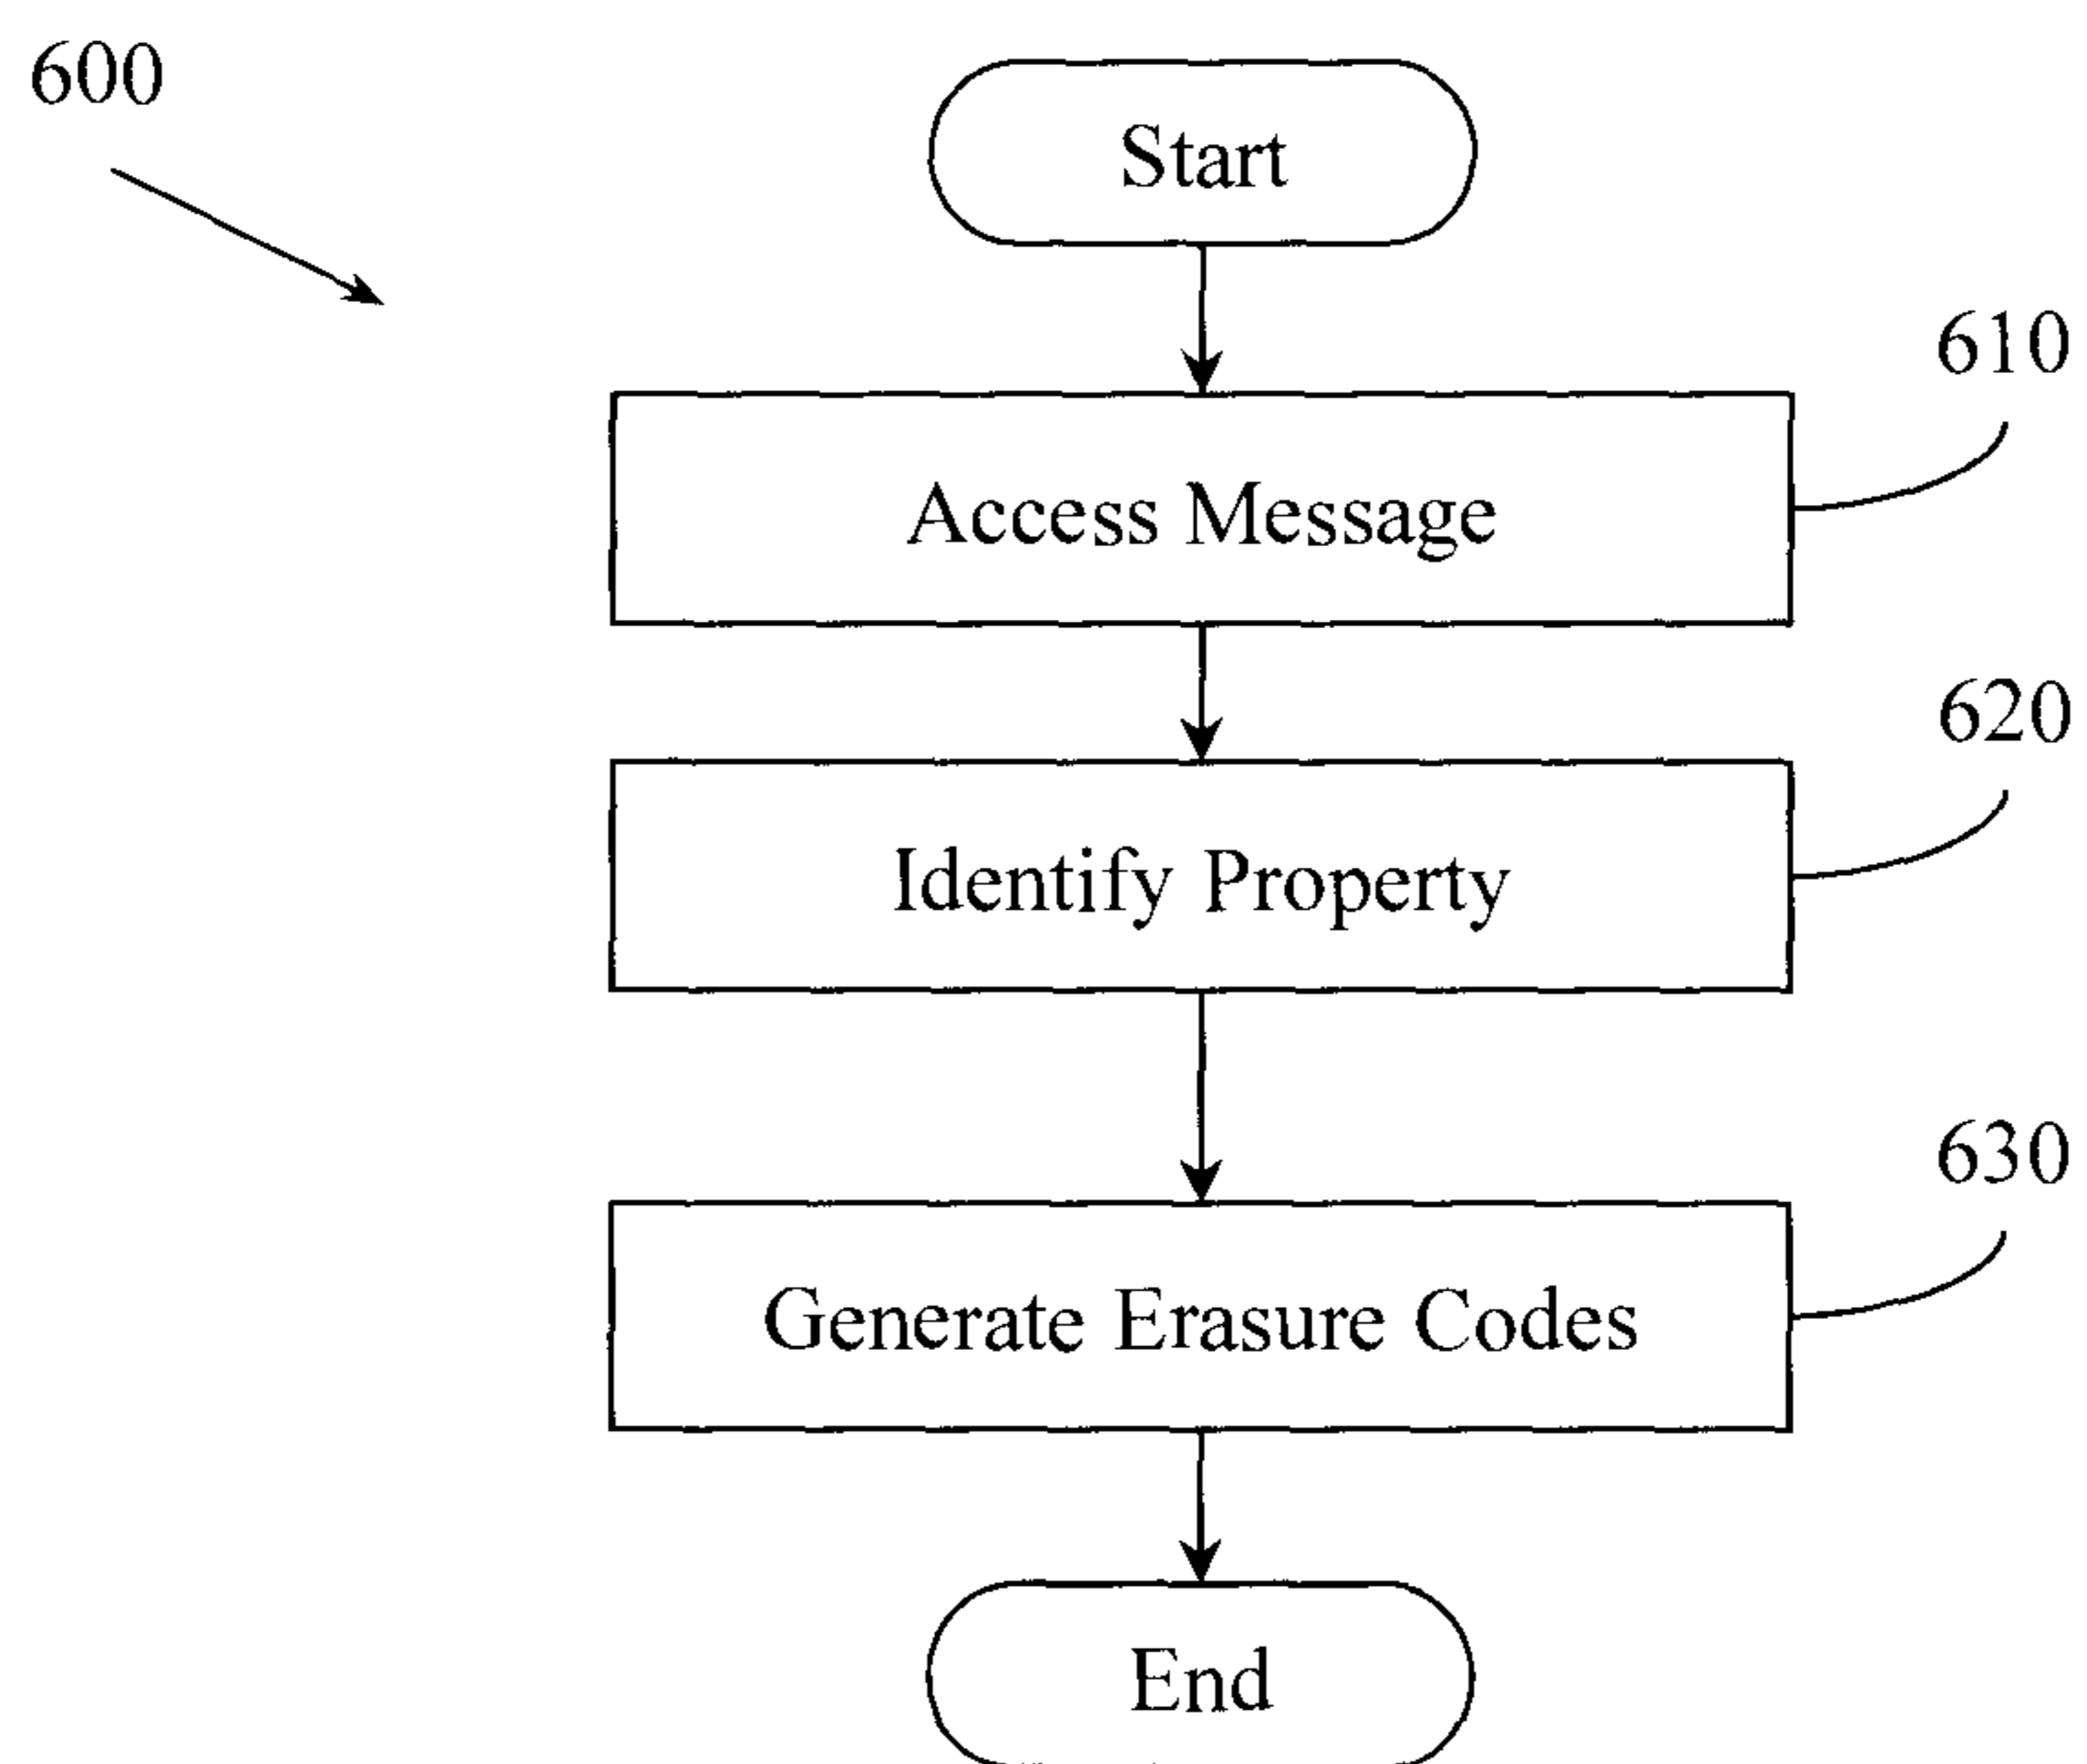 600
Start
610
Access Message
620
Identify Property
630
Generate Erasure Codes
End